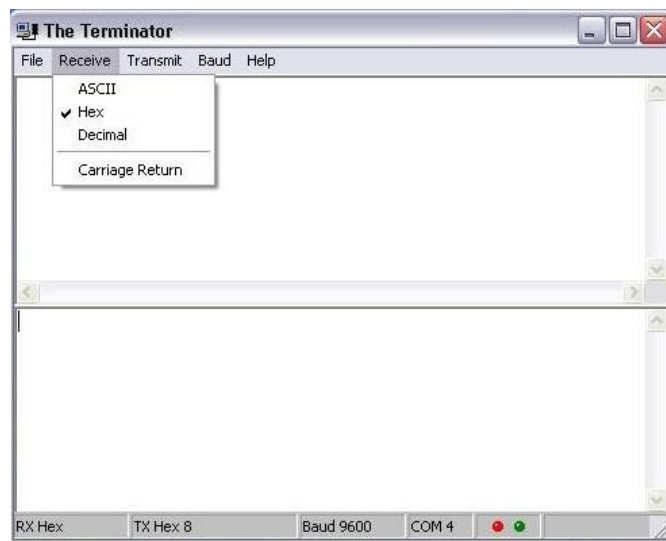 The Terminator
File Receive Transmit Baud Help
ASCII
Hex
Decimal
Carriage Return
RX Hex TX Hex 8 Baud 9600 COM 4